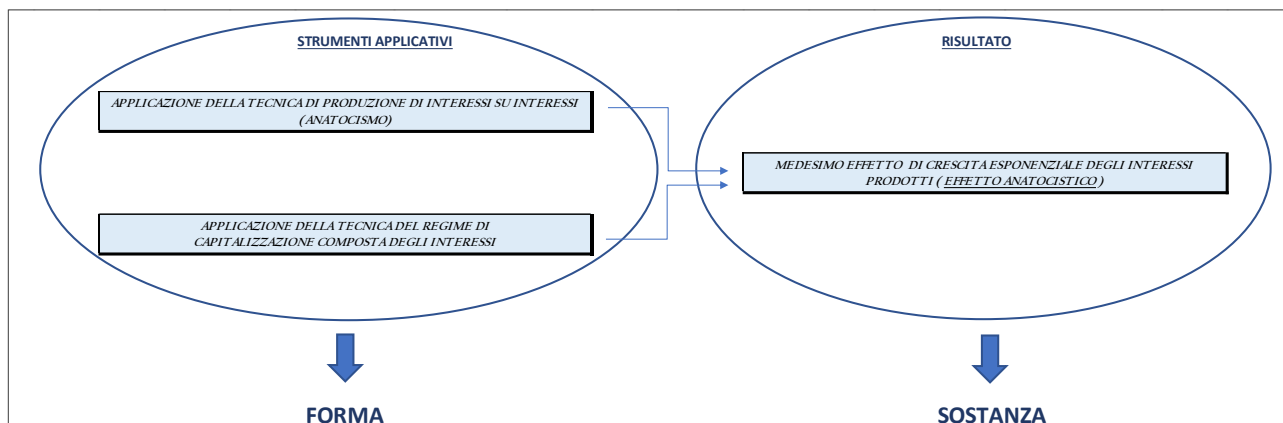 STRUMENTI APPLICATIVI
APPLICAZIONE DELLA TECNICA DI PRODUZIONE DI INTERESSI SU INTERESSI
(ANATOCISMO)
APPLICAZIONE DELLA TECNICA DEL REGIME DI
CAPITALIZZAZIONE COMPOSTA DEGLI INTERESSI
FORMA
RISULTATO
MEDESIMO EFFETTO DI CRESCITA ESPONENZIALE DEGLI INTERESSI
PRODOTTI ( EFFETTO ANATOCISTICO )
SOSTANZA